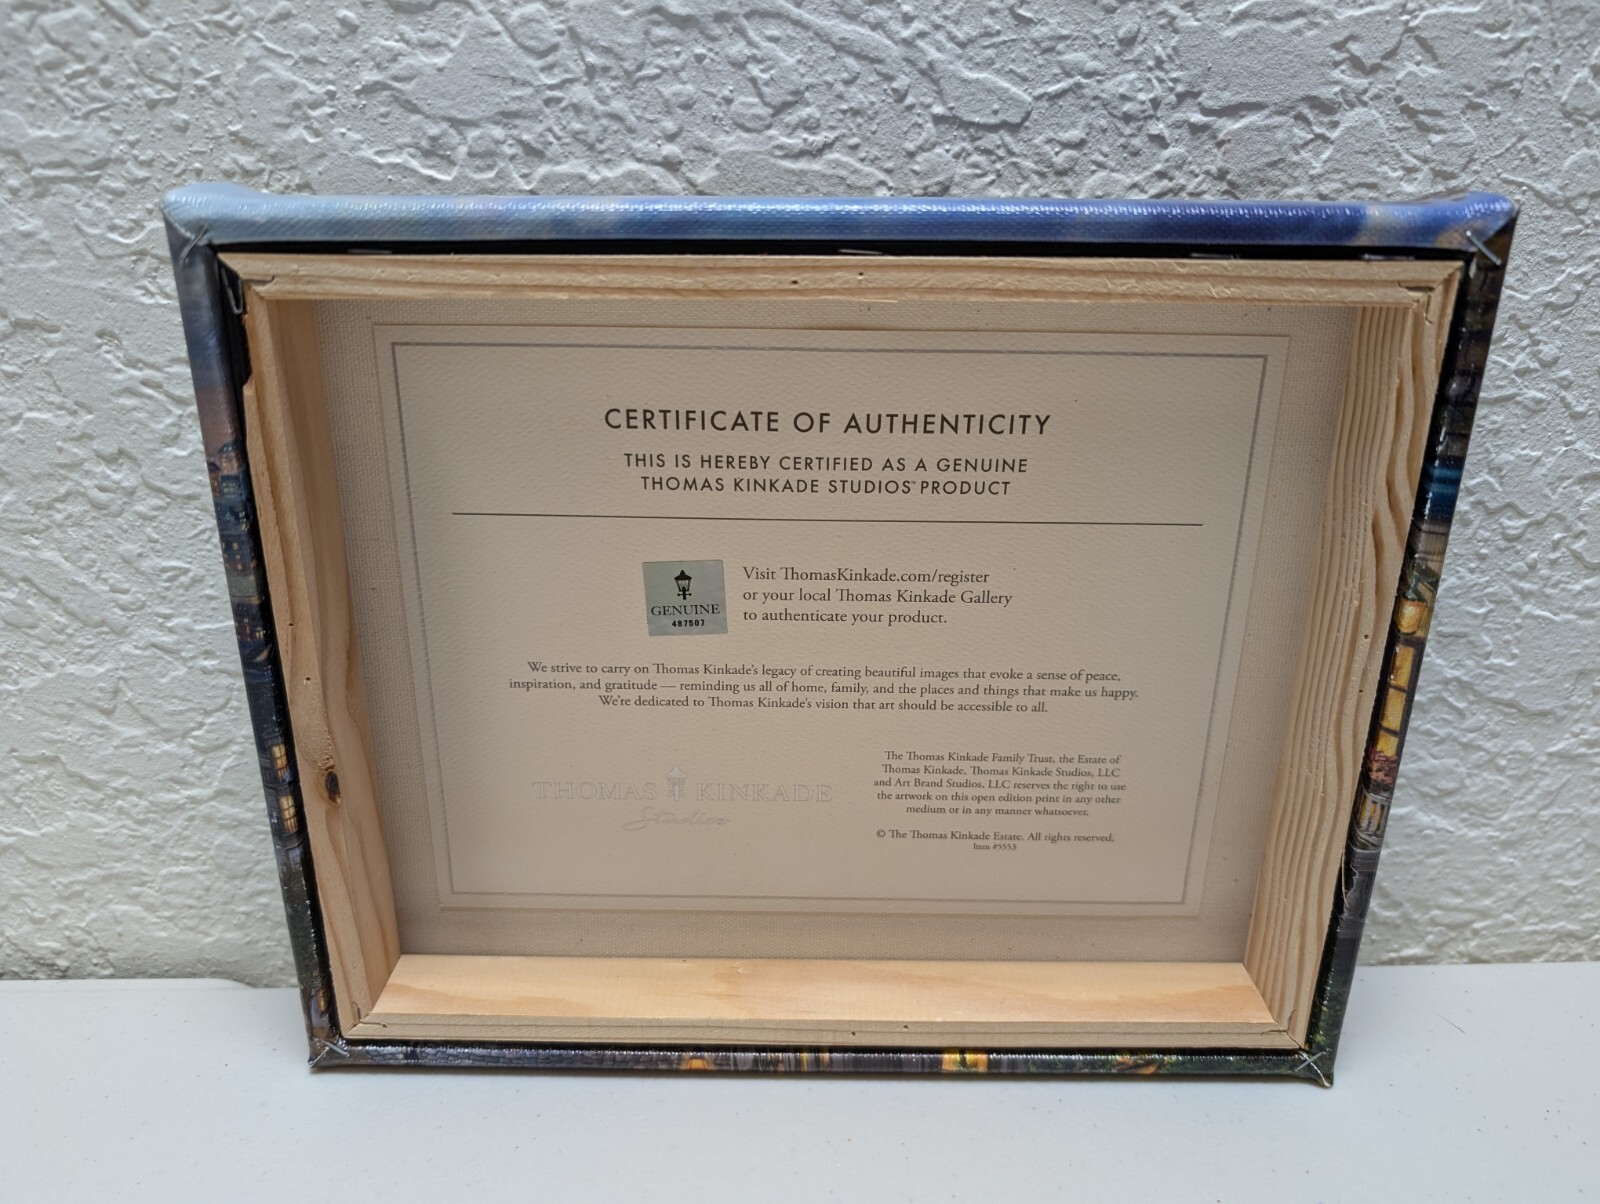 CERTIFICATE OF AUTHENTICITY
THIS IS HEREBY CERTIFIED AS A GENUINE
THOMAS KINKADE STUDIOS™ PRODUCT
GENUINE
487507
Visit ThomasKinkade.com/register
or your local Thomas Kinkade Gallery
to authenticate your product.
We strive to carry on Thomas Kinkade's legacy of creating beautiful images that evoke a sense of peace,
inspiration, and gratitude — reminding us all of home, family, and the places and things that make us happy.
We're dedicated to Thomas Kinkade's vision that art should be accessible to all.
THOMAS KINKADE
Studios
The Thomas Kinkade Family Trust, the Estate of
Thomas Kinkade, Thomas Kinkade Studios, LLC
and Art Brand Studios, LLC reserves the right to use
the artwork on this open edition print in any other
medium or in any manner whatsoever.
© The Thomas Kinkade Estate. All rights reserved.
Item #5553